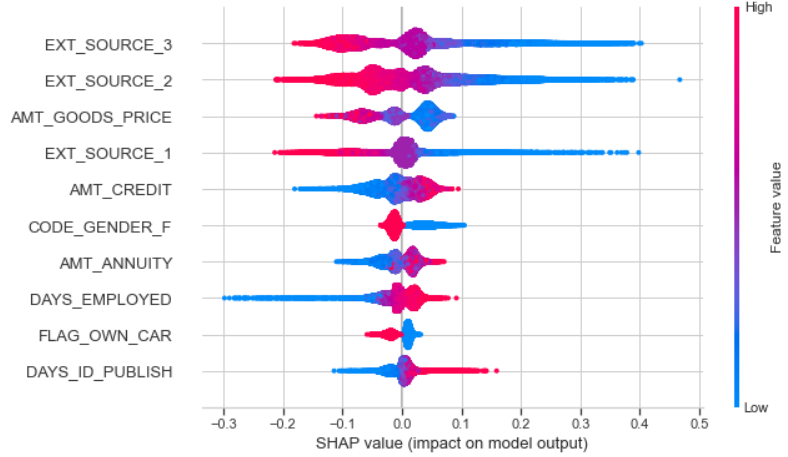 High
EXT_SOURCE_3
EXT_SOURCE_2
AMT_GOODS_PRICE
EXT_SOURCE_1
AMT_CREDIT
CODE_GENDER_F
AMT_ANNUITY
DAYS_EMPLOYED
FLAG_OWN_CAR
DAYS_ID_PUBLISH
Feature value
Low
−0.3 −0.2 −0.1 0.0 0.1 0.2 0.3 0.4 0.5
SHAP value (impact on model output)